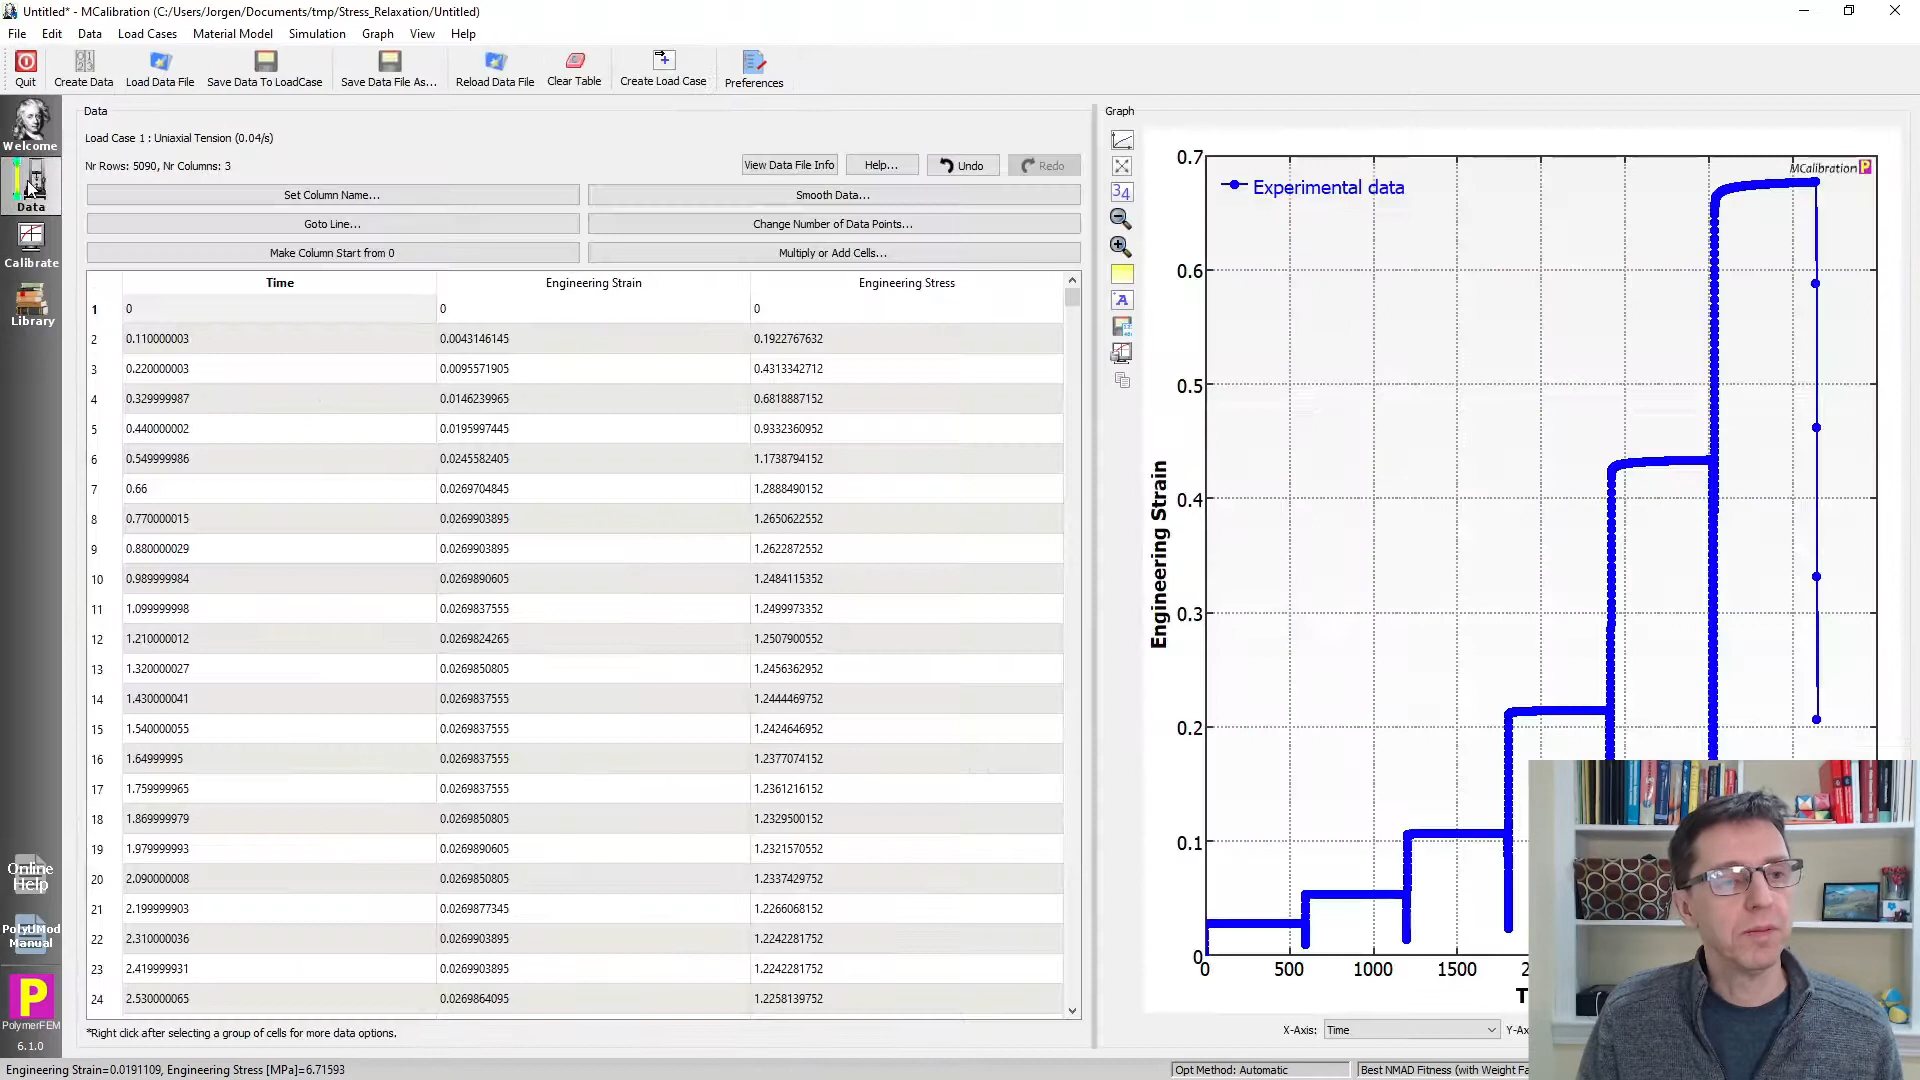 Untitled* - MCalibration (C:/Users/Jorgen/Documents/tmp/Stress_Relaxation/Untitled)
File Edit Data Load Cases Material Model Simulation Graph View Help
Quit Create Data Load Data File Save Data To LoadCase Save Data File As... Reload Data File Clear Table Create Load Case Preferences
Welcome
Data
Calibrate
Library
Online
Help
PolyUMod
Manual
P
PolymerFEM
6.1.0
Data
Load Case 1 : Uniaxial Tension (0.04/s)
Nr Rows: 5090, Nr Columns: 3
View Data File Info Help... Undo Redo
Set Column Name... Smooth Data...
Goto Line... Change Number of Data Points...
Make Column Start from 0 Multiply or Add Cells...
Time Engineering Strain Engineering Stress
1 0 0 0
2 0.110000003 0.0043146145 0.1922767632
3 0.220000003 0.0095571905 0.4313342712
4 0.329999987 0.0146239965 0.6818887152
5 0.440000002 0.0195997445 0.9332360952
6 0.549999986 0.0245582405 1.1738794152
7 0.66 0.0269704845 1.2888490152
8 0.770000015 0.0269903895 1.2650622552
9 0.880000029 0.0269903895 1.2622872552
10 0.989999984 0.0269890605 1.2484115352
11 1.099999998 0.0269837555 1.2499973352
12 1.210000012 0.0269824265 1.2507900552
13 1.320000027 0.0269850805 1.2456362952
14 1.430000041 0.0269837555 1.2444469752
15 1.540000055 0.0269837555 1.2424646952
16 1.64999995 0.0269837555 1.2377074152
17 1.759999965 0.0269837555 1.2361216152
18 1.869999979 0.0269850805 1.2329500152
19 1.979999993 0.0269890605 1.2321570552
20 2.090000008 0.0269850805 1.2337429752
21 2.199999903 0.0269877345 1.2266068152
22 2.310000036 0.0269903895 1.2242281752
23 2.419999931 0.0269903895 1.2242281752
24 2.530000065 0.0269864095 1.2258139752
*Right click after selecting a group of cells for more data options.
Graph
34
A
MCalibration P
Experimental data
Engineering Strain
0.7
0.6
0.5
0.4
0.3
0.2
0.1
0
0 500 1000 1500 2
T
X-Axis: Time Y-Ax
Engineering Strain=0.0191109, Engineering Stress [MPa]=6.71593
Opt Method: Automatic
Best NMAD Fitness (with Weight Fa